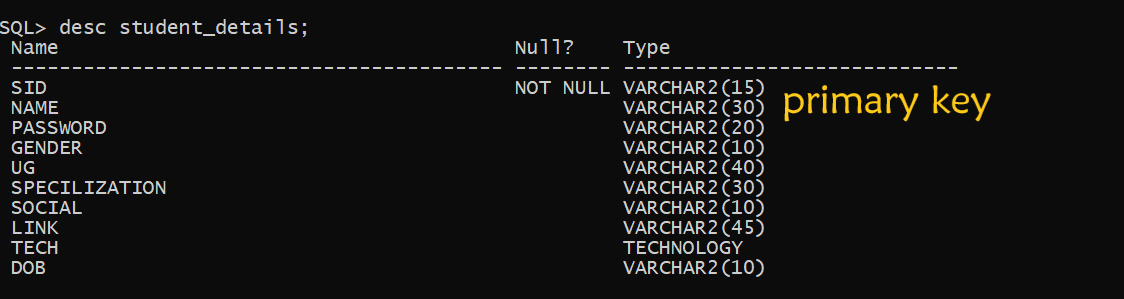 SQL> desc student_details;
Name Null? Type
----------------------------------------- -------- ----------------------------
SID NOT NULL VARCHAR2(15)
NAME VARCHAR2(30) primary key
PASSWORD VARCHAR2(20)
GENDER VARCHAR2(10)
UG VARCHAR2(40)
SPECILIZATION VARCHAR2(30)
SOCIAL VARCHAR2(10)
LINK VARCHAR2(45)
TECH TECHNOLOGY
DOB VARCHAR2(10)